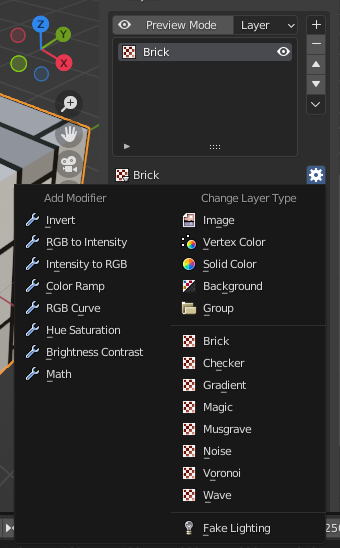 Z
Y
X
Preview Mode
Layer
Brick
Brick
Add Modifier
Invert
RGB to Intensity
Intensity to RGB
Color Ramp
RGB Curve
Hue Saturation
Brightness Contrast
Math
Change Layer Type
Image
Vertex Color
Solid Color
Background
Group
Brick
Checker
Gradient
Magic
Musgrave
Noise
Voronoi
Wave
Fake Lighting
250